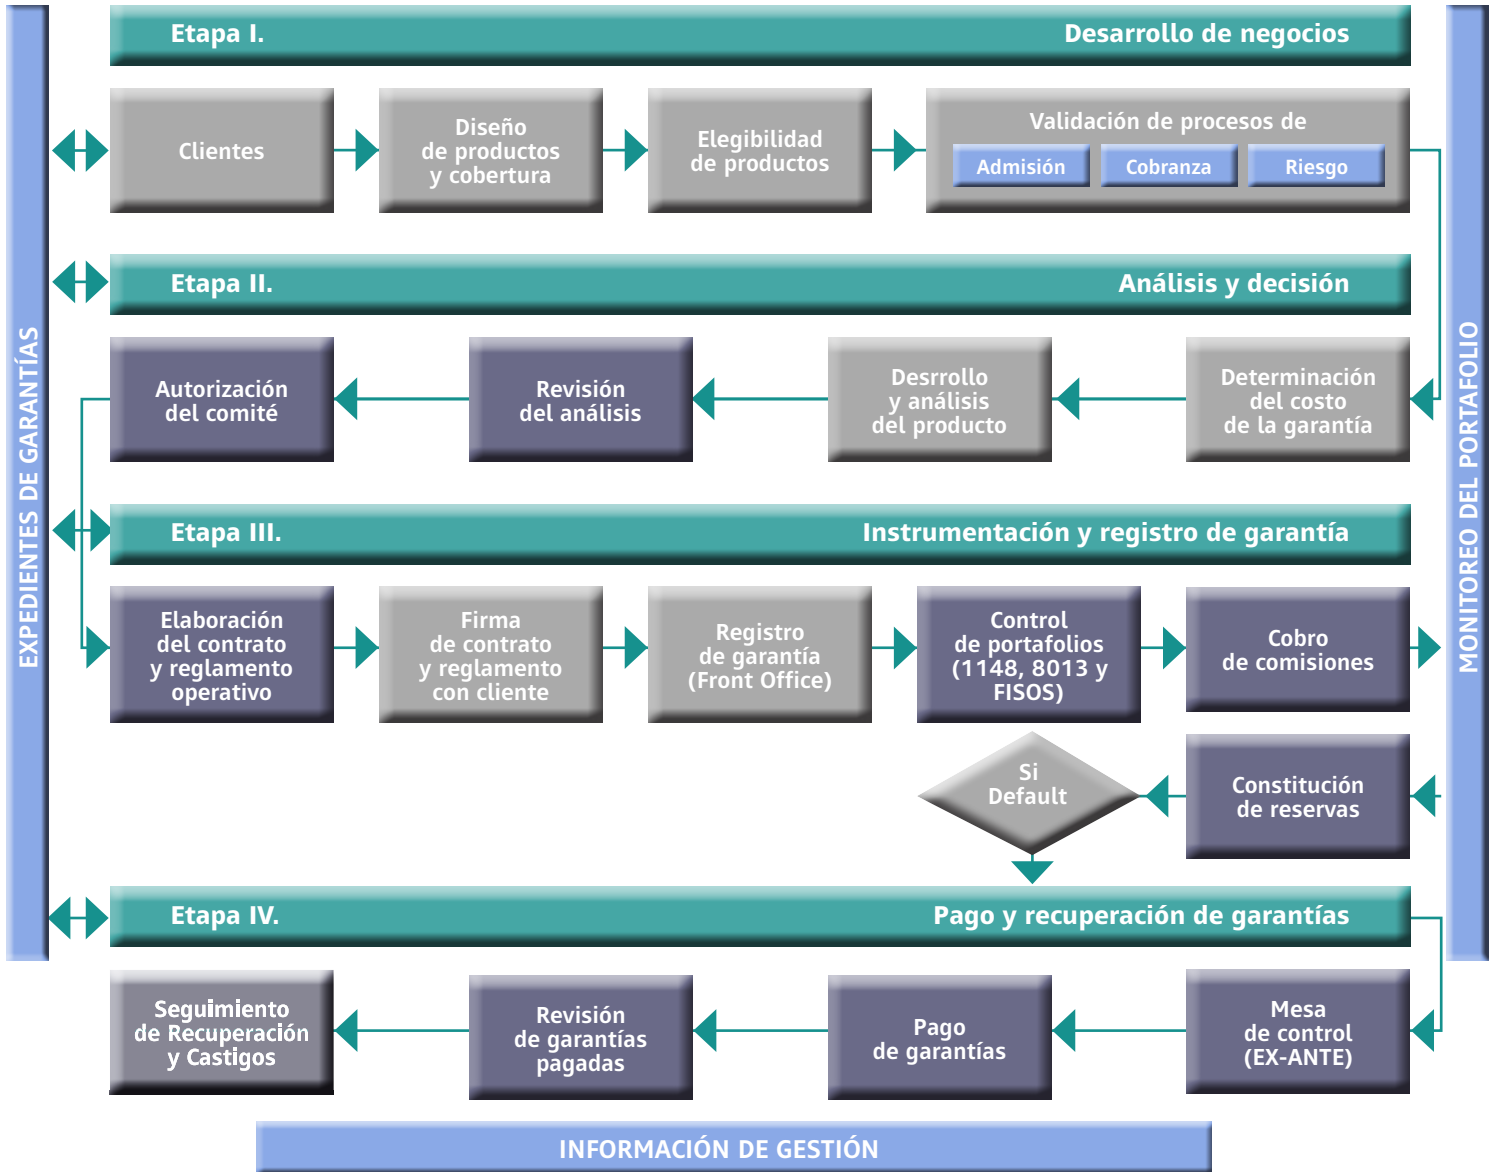 Etapa I.
Desarrollo de negocios
Clientes
Diseño
de productos
y cobertura
Elegibilidad
de productos
Validación de procesos de
Admisión
Cobranza
Riesgo
Etapa II.
Análisis y decisión
Autorización
del comité
Revisión
del análisis
Desrrollo
y análisis
del producto
Determinación
del costo
de la garantía
Etapa III.
Instrumentación y registro de garantía
Elaboración
del contrato
y reglamento
operativo
Firma
de contrato
y reglamento
con cliente
Registro
de garantía
(Front Office)
Control
de portafolios
(1148, 8013 y
FISOS)
Cobro
de comisiones
Si
Default
Constitución
de reservas
Etapa IV.
Pago y recuperación de garantías
Seguimiento
de Recuperación
y Castigos
Revisión
de garantías
pagadas
Pago
de garantías
Mesa
de control
(EX-ANTE)
EXPEDIENTES DE GARANTÍAS
MONITOREO DEL PORTAFOLIO
INFORMACIÓN DE GESTIÓN